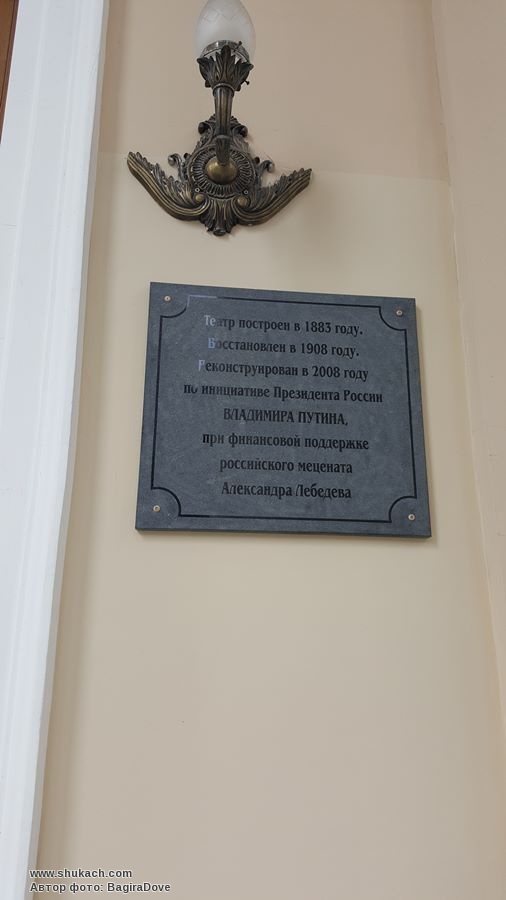 Театр построен в 1883 году.
Восстановлен в 1908 году.
Реконструирован в 2008 году
по инициативе Президента России
ВЛАДИМИРА ПУТИНА,
при финансовой поддержке
российского мецената
Александра Лебедева
www.shukach.com
Автор фото: BagiraDove